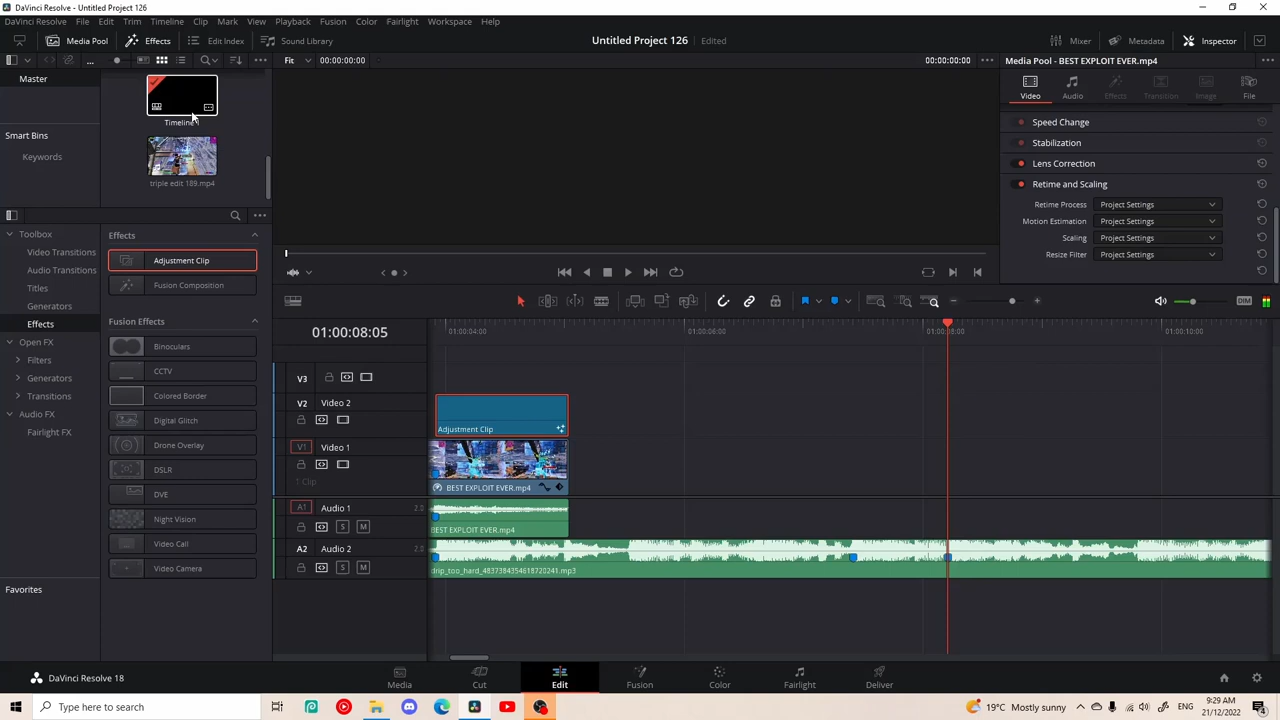 DaVinci Resolve - Untitled Project 126
DaVinci Resolve File Edit Trim Timeline Clip Mark View Playback Fusion Color Fairlight Workspace Help
Media Pool Effects Edit Index Sound Library
Untitled Project 126 Edited
Mixer Metadata Inspector
Fit 00:00:00:00
00:00:00:00
Media Pool - BEST EXPLOIT EVER.mp4
Master
Smart Bins
Keywords
Timeline 1
triple edit 189.mp4
Video Audio Effects Transition Image File
Speed Change
Stabilization
Lens Correction
Retime and Scaling
Retime Process Project Settings
Motion Estimation Project Settings
Scaling Project Settings
Resize Filter Project Settings
Toolbox
Video Transitions
Audio Transitions
Titles
Generators
Effects
Open FX
Filters
Generators
Transitions
Audio FX
Fairlight FX
Favorites
Effects
Adjustment Clip
Fusion Composition
Fusion Effects
Binoculars
CCTV
Colored Border
Digital Glitch
Drone Overlay
DSLR
DVE
Night Vision
Video Call
Video Camera
DIM
01:00:08:05
01:00:04:00
01:00:06:00
01:00:08:00
01:00:10:00
V3
V2 Video 2
Adjustment Clip
V1 Video 1
1 Clip
BEST EXPLOIT EVER.mp4
A1 Audio 1 2.0
S M
BEST EXPLOIT EVER.mp4
A2 Audio 2 2.0
S M
drip_too_hard_4837384354618720241.mp3
DaVinci Resolve 18
Media Cut Edit Fusion Color Fairlight Deliver
Type here to search
19°C Mostly sunny
9:29 AM
21/12/2022
4